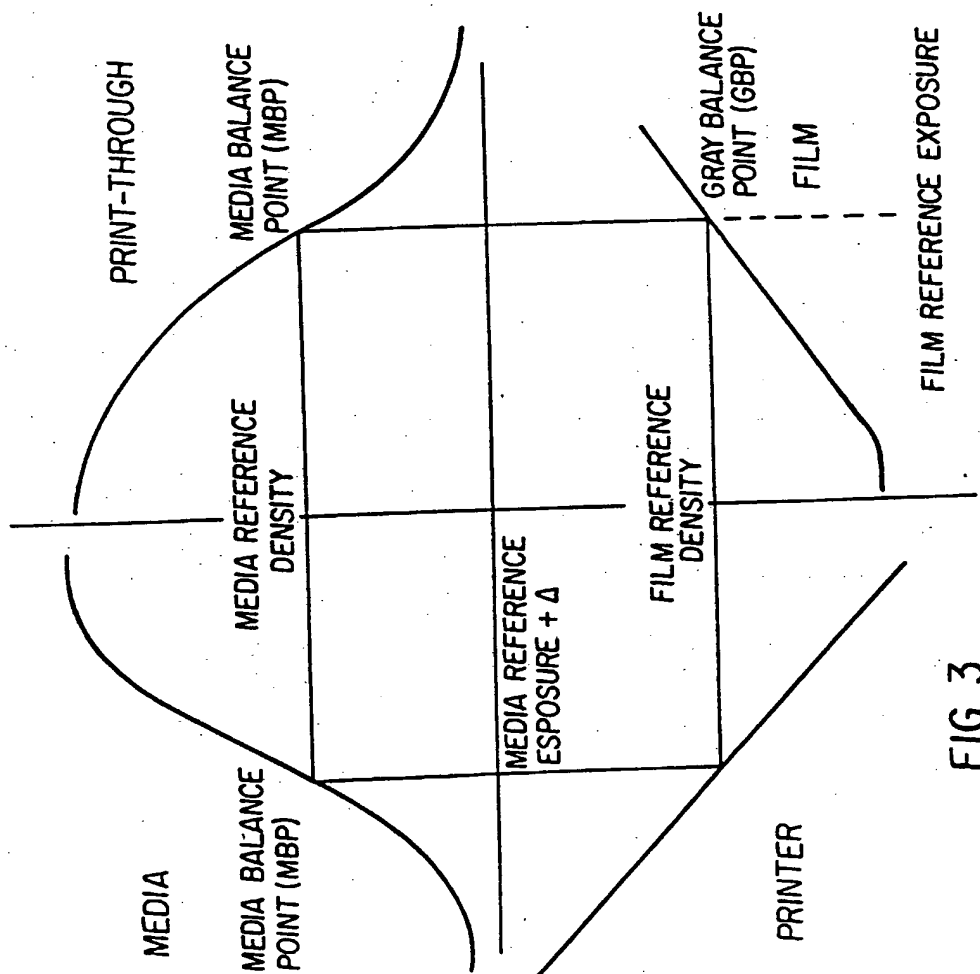 MEDIA
PRINT-THROUGH
MEDIA BALANCE
POINT (MBP)
MEDIA REFERENCE
DENSITY
MEDIA BALANCE
POINT (MBP)
MEDIA REFERENCE
ESPOSURE + Δ
PRINTER
FILM REFERENCE
DENSITY
GRAY BALANCE
POINT (GBP)
FILM
FILM REFERENCE EXPOSURE
FIG 3